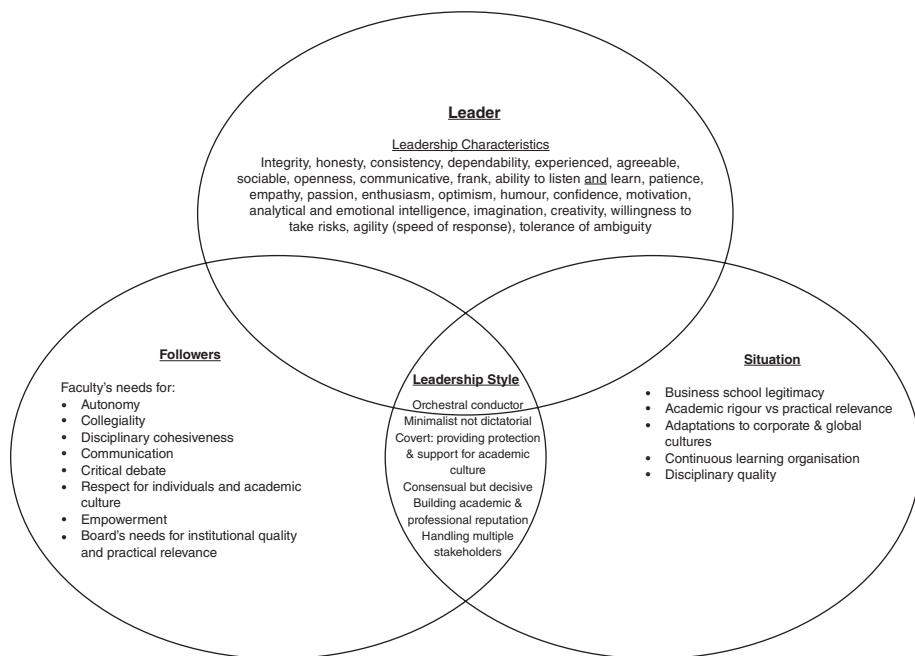 Leader
Leadership Characteristics
Integrity, honesty, consistency, dependability, experienced, agreeable,
sociable, openness, communicative, frank, ability to listen and learn, patience,
empathy, passion, enthusiasm, optimism, humour, confidence, motivation,
analytical and emotional intelligence, imagination, creativity, willingness to
take risks, agility (speed of response), tolerance of ambiguity
Followers
Faculty's needs for:
• Autonomy
• Collegiality
• Disciplinary cohesiveness
• Communication
• Critical debate
• Respect for individuals and academic
culture
• Empowerment
• Board's needs for institutional quality
and practical relevance
Leadership Style
Orchestral conductor
Minimalist not dictatorial
Covert: providing protection
& support for academic
culture
Consensual but decisive
Building academic &
professional reputation
Handling multiple
stakeholders
Situation
• Business school legitimacy
• Academic rigour vs practical relevance
• Adaptations to corporate & global
cultures
• Continuous learning organisation
• Disciplinary quality